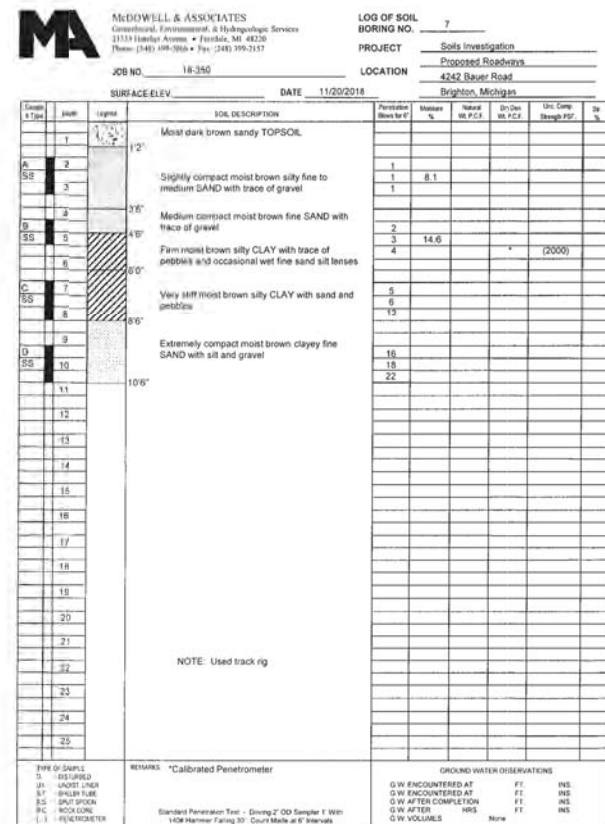 MA
McDOWELL & ASSOCIATES
Geotechnical, Environmental, & Hydrogeologic Services
Phone: (248) 399-2066 • Fax: (248) 399-2157
LOG OF SOIL
BORING NO. 7
PROJECT Soils Investigation
Proposed Roadways
JOB NO. 18-350
LOCATION 4242 Bauer Road
SURFACE ELEV. DATE 11/20/2018 Brighton, Michigan
Sample & Type Depth Legend SOIL DESCRIPTION Penetration Blows for 6" Moisture % Natural Wt. P.C.F. Dry Den Wt. P.C.F. Unc. Comp. Strength PSF. Str. %
1 Moist dark brown sandy TOPSOIL
1'2"
A 2 1
SS Slightly compact moist brown silty fine to 1 8.1
3 medium SAND with trace of gravel 1
3'6"
4 Medium compact moist brown fine SAND with
B trace of gravel 2
SS 5 4'6" 3 14.6
Firm moist brown silty CLAY with trace of 4 * (2000)
6 pebbles and occasional wet fine sand silt lenses
6'0"
C 7 5
SS Very stiff moist brown silty CLAY with sand and 6
8 pebbles 13
8'6"
9 Extremely compact moist brown clayey fine
D SAND with silt and gravel 16
SS 10 18
10'6" 22
11
12
13
14
15
16
17
18
19
20
21
22 NOTE: Used track rig
23
24
25
TYPE OF SAMPLE
D. - DISTURBED
U.L. - UNDIST. LINER
S.T. - SHELBY TUBE
S.S. - SPLIT SPOON
R.C. - ROCK CORE
( ) - PENETROMETER
REMARKS: *Calibrated Penetrometer
Standard Penetration Test - Driving 2" OD Sampler 1' With
140# Hammer Falling 30": Count Made at 6" Intervals
GROUND WATER OBSERVATIONS
G.W. ENCOUNTERED AT FT. INS.
G.W. ENCOUNTERED AT FT. INS.
G.W. AFTER COMPLETION FT. INS.
G.W. AFTER HRS. FT. INS.
G.W. VOLUMES None